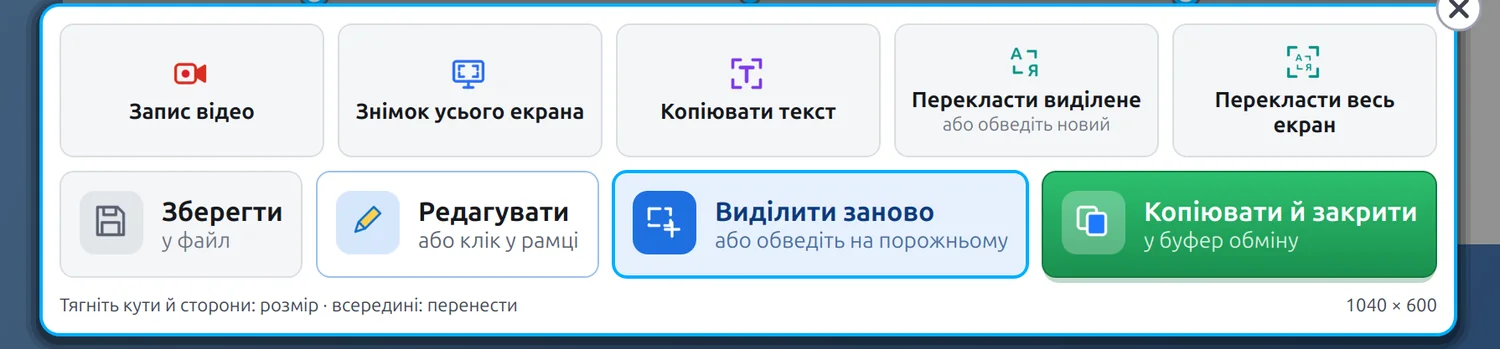 Запис відео
Знімок усього екрана
Копіювати текст
Перекласти виділене
або обведіть новий
Перекласти весь
екран
Зберегти
у файл
Редагувати
або клік у рамці
Виділити заново
або обведіть на порожньому
Копіювати й закрити
у буфер обміну
Тягніть кути й сторони: розмір · всередині: перенести
1040 × 600